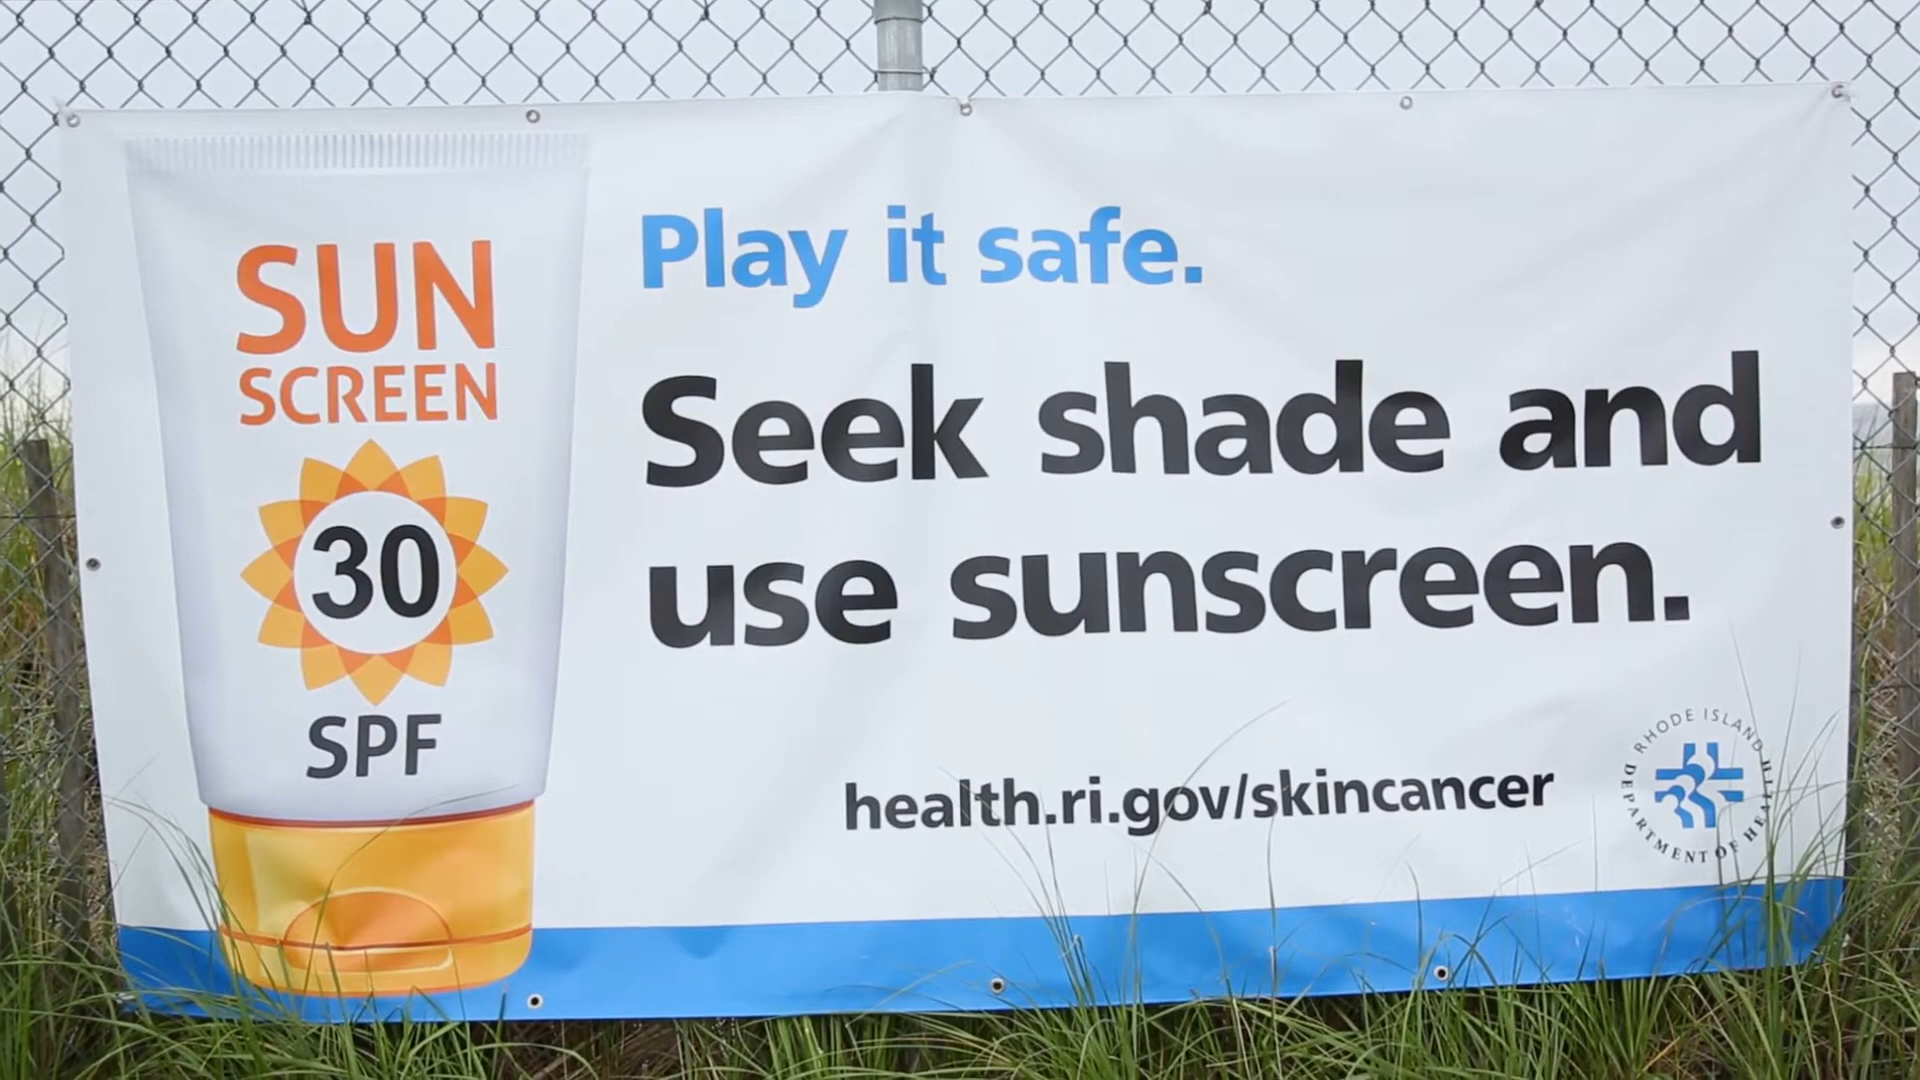 SUN
SCREEN
30
SPF
Play it safe.
Seek shade and
use sunscreen.
health.ri.gov/skincancer
RHODE ISLAND
DEPARTMENT OF HEALTH